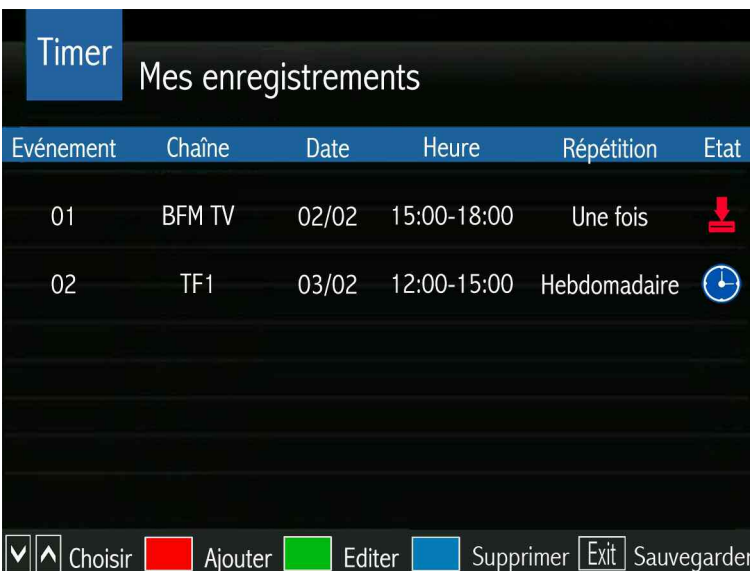 Timer
Mes enregistrements
Evénement Chaîne Date Heure Répétition Etat
01 BFM TV 02/02 15:00-18:00 Une fois
02 TF1 03/02 12:00-15:00 Hebdomadaire
Choisir Ajouter Editer Supprimer Exit Sauvegarder